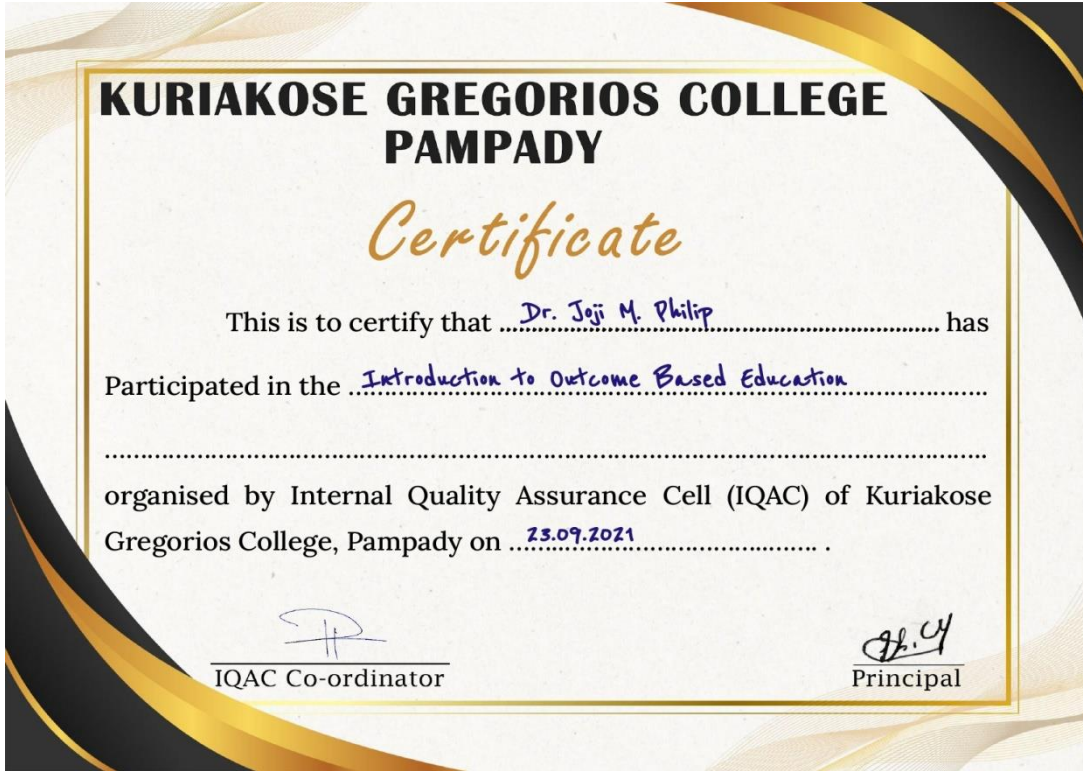 KURIAKOSE GREGORIOS COLLEGE
PAMPADY
Certificate
This is to certify that Dr. Joji M. Philip has
Participated in the Introduction to Outcome Based Education
organised by Internal Quality Assurance Cell (IQAC) of Kuriakose
Gregorios College, Pampady on 23.09.2021 .
IQAC Co-ordinator Principal